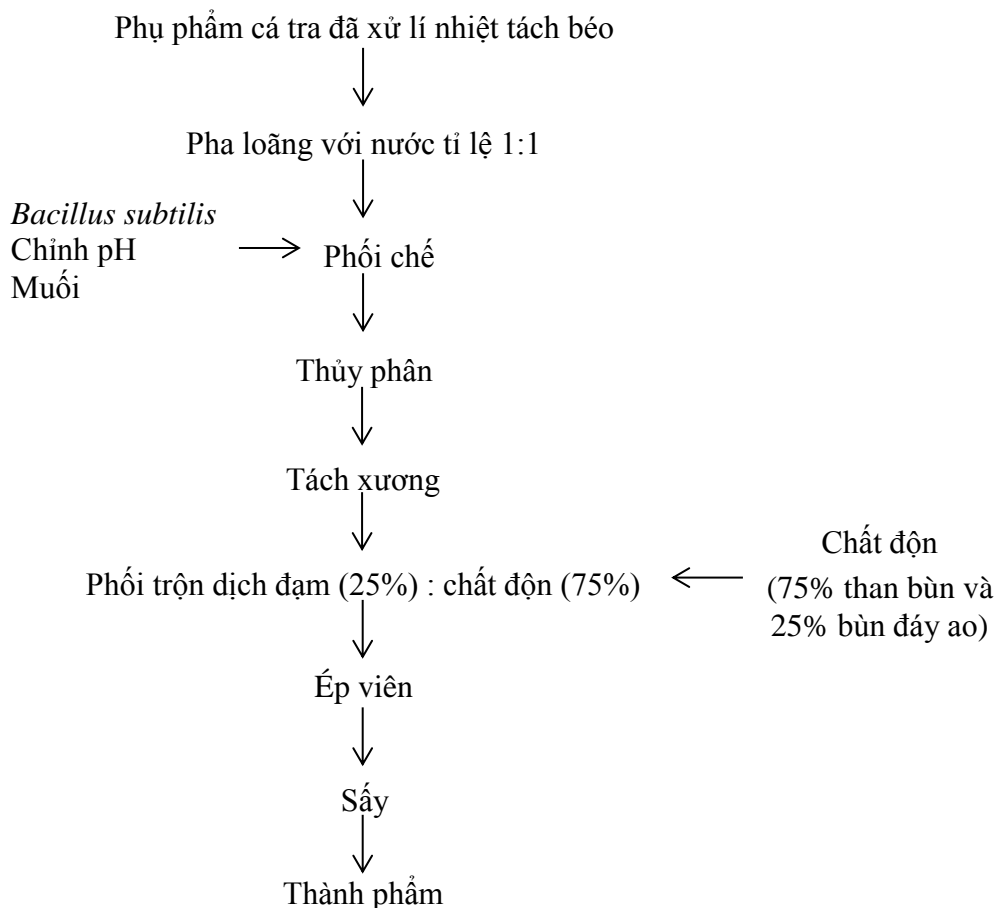 Phụ phẩm cá tra đã xử lí nhiệt tách béo
Pha loãng với nước tỉ lệ 1:1
Bacillus subtilis
Chỉnh pH
Muối
Phối chế
Thủy phân
Tách xương
Phối trộn dịch đạm (25%) : chất độn (75%)
Chất độn
(75% than bùn và
25% bùn đáy ao)
Ép viên
Sấy
Thành phẩm